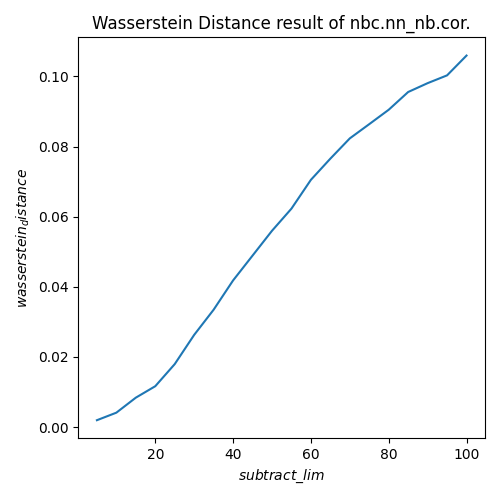 Wasserstein Distance result of nbc.nn_nb.cor.
0.10
0.08
0.06
0.04
0.02
0.00
wasserstein_distance
20 40 60 80 100
subtract_lim